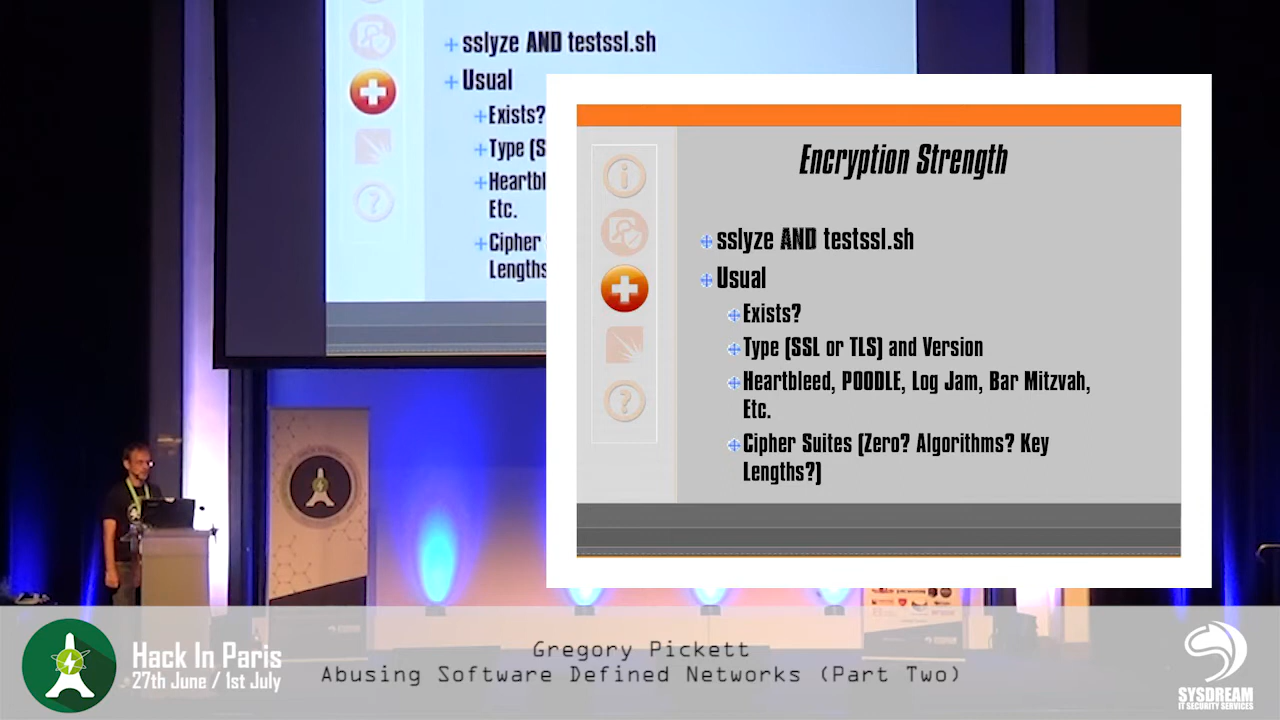 sslyze AND testssl.sh
Usual
Exists?
Type (S
Heartbl
Etc.
Cipher
Lengths
Encryption Strength
sslyze AND testssl.sh
Usual
Exists?
Type (SSL or TLS) and Version
Heartbleed, POODLE, Log Jam, Bar Mitzvah,
Etc.
Cipher Suites (Zero? Algorithms? Key
Lengths?)
Hack In Paris
27th June / 1st July
Gregory Pickett
Abusing Software Defined Networks (Part Two)
SYSDREAM
IT SECURITY SERVICES